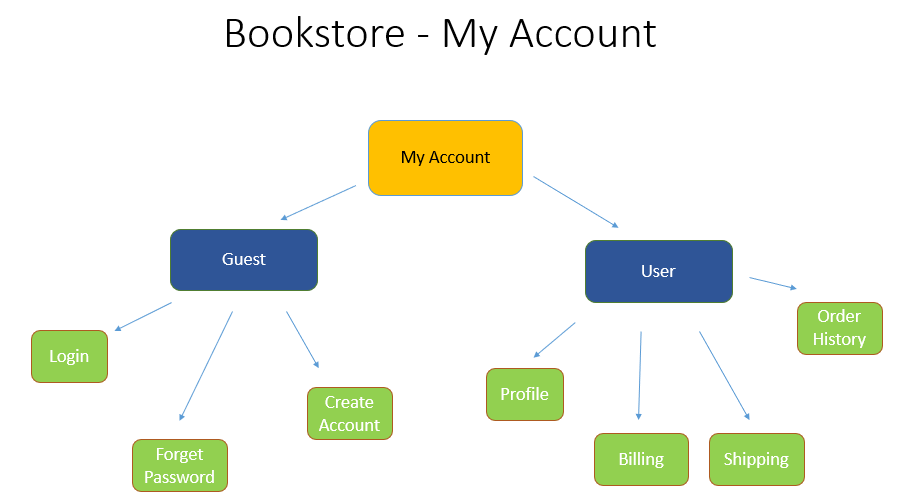 Bookstore - My Account
My Account
Guest
User
Login
Forget
Password
Create
Account
Profile
Billing
Shipping
Order
History